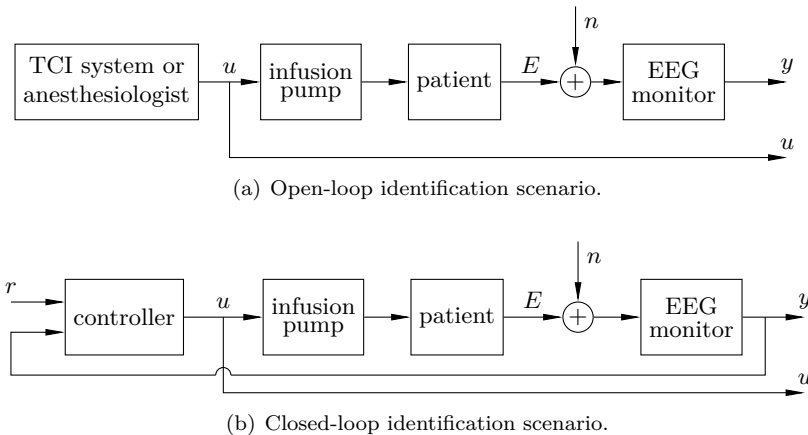 n
TCI system or
anesthesiologist
u
infusion
pump
patient
E
+
EEG
monitor
y
u
(a) Open-loop identification scenario.
n
r
controller
u
infusion
pump
patient
E
+
EEG
monitor
y
u
(b) Closed-loop identification scenario.